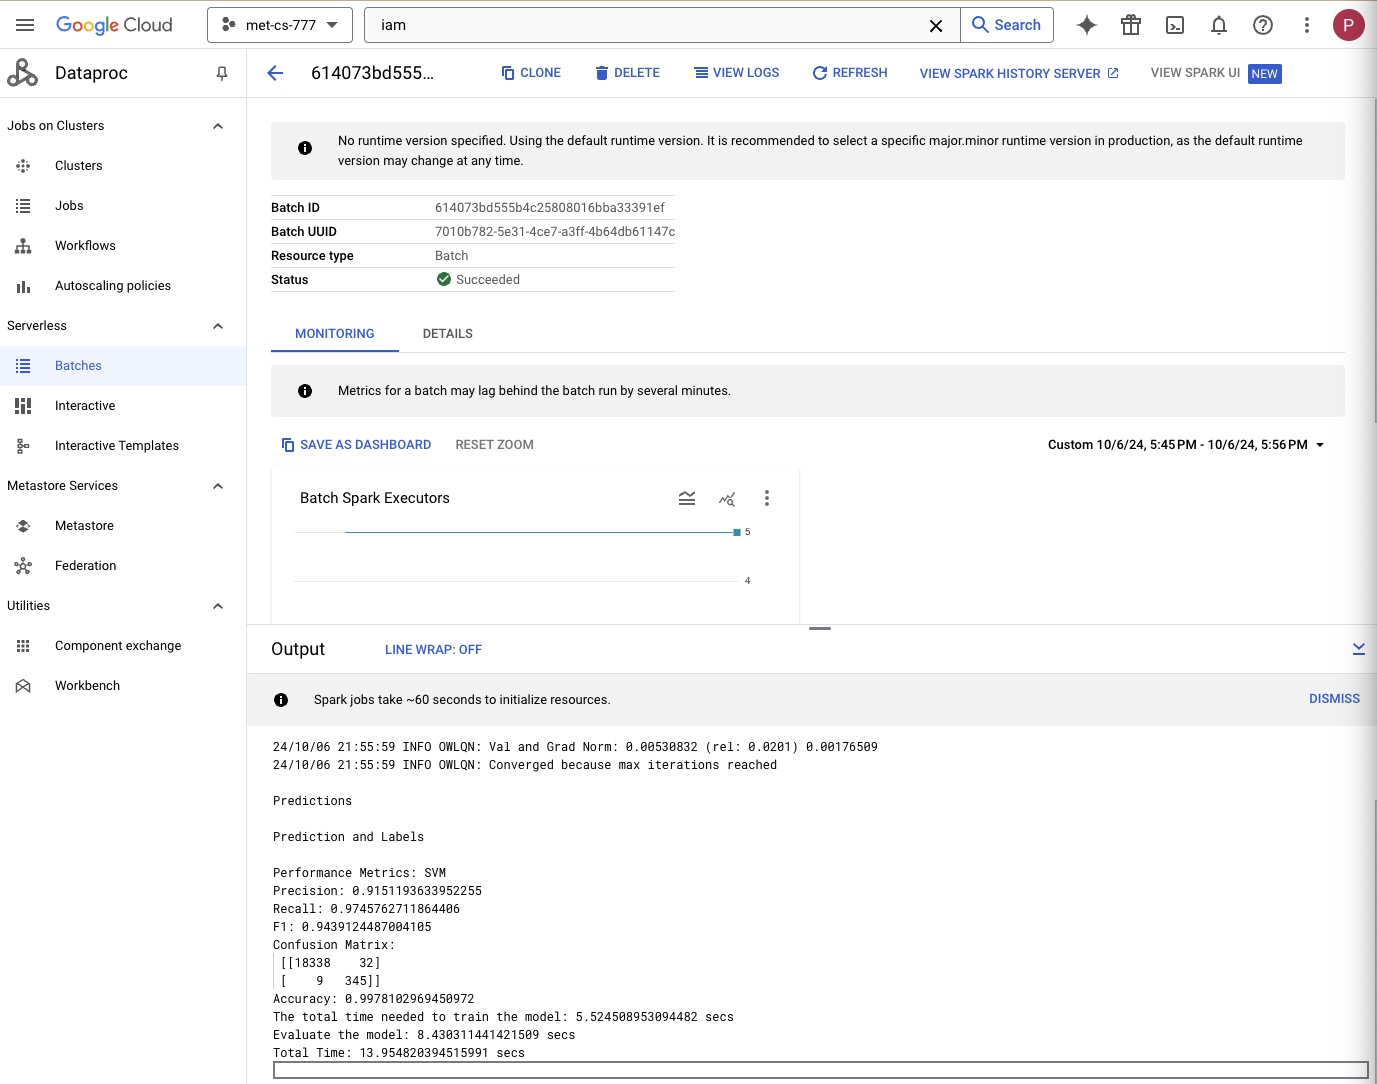 Google Cloud
met-cs-777
iam
Search
P
Dataproc
614073bd555...
CLONE
DELETE
VIEW LOGS
REFRESH
VIEW SPARK HISTORY SERVER
VIEW SPARK UI
NEW
Jobs on Clusters
Clusters
Jobs
Workflows
Autoscaling policies
Serverless
Batches
Interactive
Interactive Templates
Metastore Services
Metastore
Federation
Utilities
Component exchange
Workbench
No runtime version specified. Using the default runtime version. It is recommended to select a specific major.minor runtime version in production, as the default runtime
version may change at any time.
Batch ID 614073bd555b4c25808016bba33391ef
Batch UUID 7010b782-5e31-4ce7-a3ff-4b64db61147c
Resource type Batch
Status Succeeded
MONITORING
DETAILS
Metrics for a batch may lag behind the batch run by several minutes.
SAVE AS DASHBOARD
RESET ZOOM
Custom 10/6/24, 5:45 PM - 10/6/24, 5:56 PM
Batch Spark Executors
5
4
Output
LINE WRAP: OFF
Spark jobs take ~60 seconds to initialize resources.
DISMISS
24/10/06 21:55:59 INFO OWLQN: Val and Grad Norm: 0.00530832 (rel: 0.0201) 0.00176509
24/10/06 21:55:59 INFO OWLQN: Converged because max iterations reached
Predictions
Prediction and Labels
Performance Metrics: SVM
Precision: 0.9151193633952255
Recall: 0.9745762711864406
F1: 0.9439124487004105
Confusion Matrix:
[[18338    32]
[    9   345]]
Accuracy: 0.9978102969450972
The total time needed to train the model: 5.524508953094482 secs
Evaluate the model: 8.430311441421509 secs
Total Time: 13.954820394515991 secs